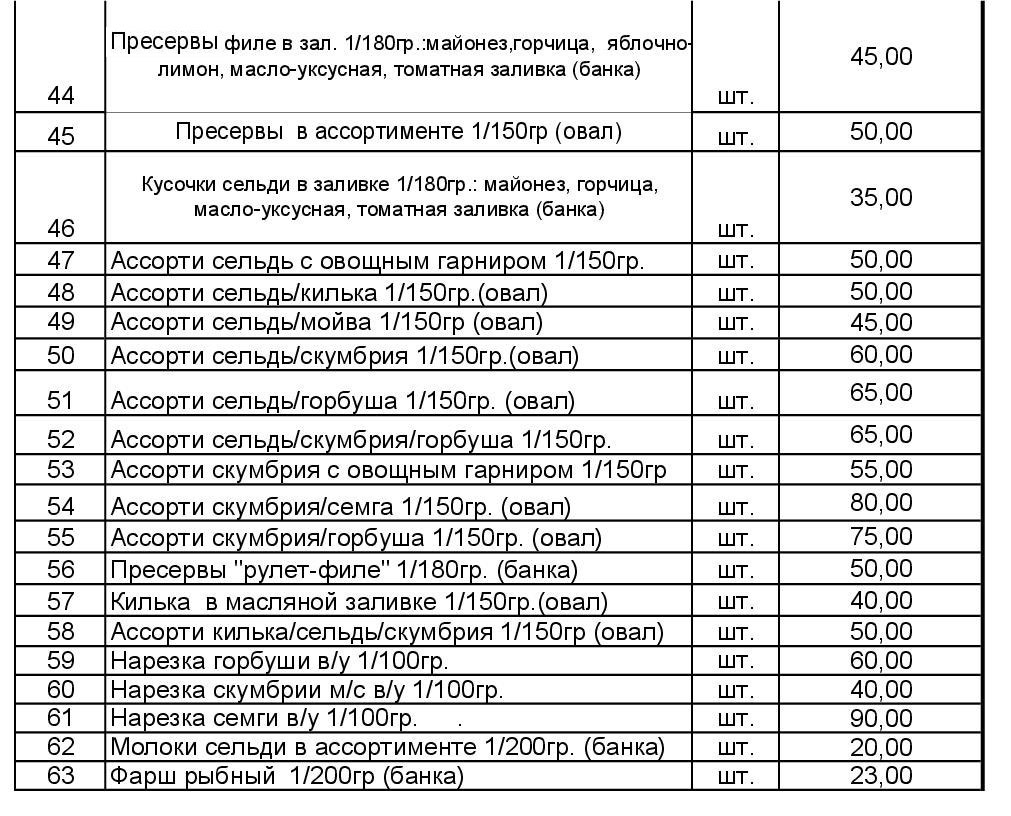 Пресервы филе в зал. 1/180гр.:майонез,горчица, яблочно-
лимон, масло-уксусная, томатная заливка (банка) 45,00
44 шт.
45 Пресервы в ассортименте 1/150гр (овал) шт. 50,00
Кусочки сельди в заливке 1/180гр.: майонез, горчица,
масло-уксусная, томатная заливка (банка) 35,00
46 шт.
47 Ассорти сельдь с овощным гарниром 1/150гр. шт. 50,00
48 Ассорти сельдь/килька 1/150гр.(овал) шт. 50,00
49 Ассорти сельдь/мойва 1/150гр (овал) шт. 45,00
50 Ассорти сельдь/скумбрия 1/150гр.(овал) шт. 60,00
51 Ассорти сельдь/горбуша 1/150гр. (овал) шт. 65,00
52 Ассорти сельдь/скумбрия/горбуша 1/150гр. шт. 65,00
53 Ассорти скумбрия с овощным гарниром 1/150гр шт. 55,00
54 Ассорти скумбрия/семга 1/150гр. (овал) шт. 80,00
55 Ассорти скумбрия/горбуша 1/150гр. (овал) шт. 75,00
56 Пресервы "рулет-филе" 1/180гр. (банка) шт. 50,00
57 Килька в масляной заливке 1/150гр.(овал) шт. 40,00
58 Ассорти килька/сельдь/скумбрия 1/150гр (овал) шт. 50,00
59 Нарезка горбуши в/у 1/100гр. шт. 60,00
60 Нарезка скумбрии м/с в/у 1/100гр. шт. 40,00
61 Нарезка семги в/у 1/100гр. . шт. 90,00
62 Молоки сельди в ассортименте 1/200гр. (банка) шт. 20,00
63 Фарш рыбный 1/200гр (банка) шт. 23,00